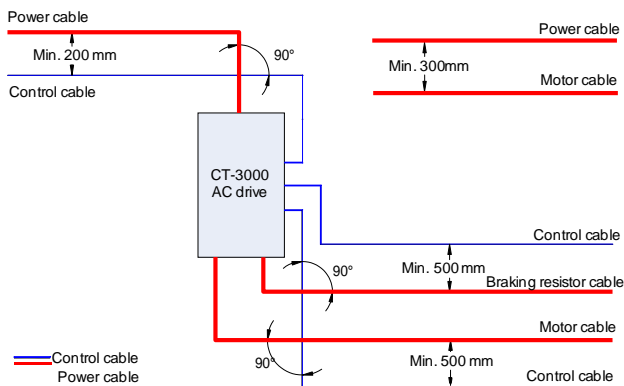 Power cable
Min. 200 mm
Control cable
90°
Power cable
Min. 300mm
Motor cable
CT-3000
AC drive
Control cable
Min. 500 mm
Braking resistor cable
90°
Motor cable
90°
Min. 500 mm
Control cable
Control cable
Power cable